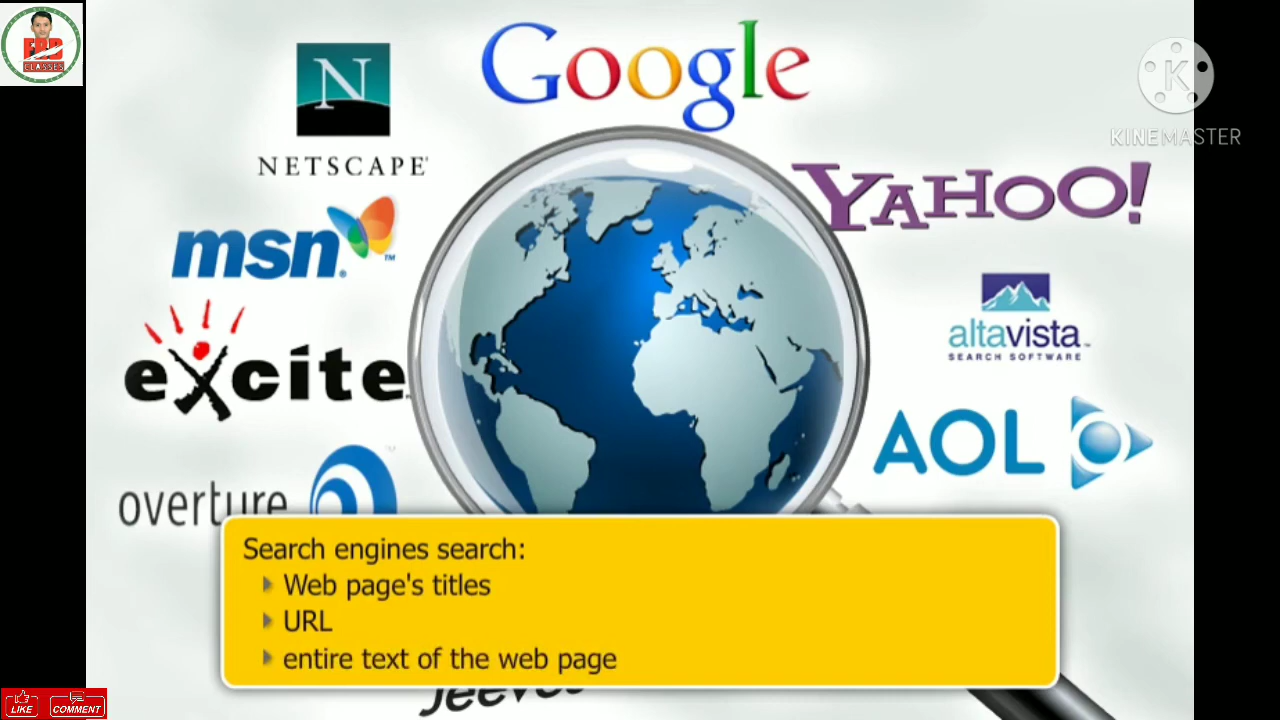 Google
N
NETSCAPE
K
KINEMASTER
YAHOO!
msn
altavista
SEARCH SOFTWARE
excite
AOL
overture
Search engines search:
Web page's titles
URL
entire text of the web page
CLASSES
LIKE
COMMENT